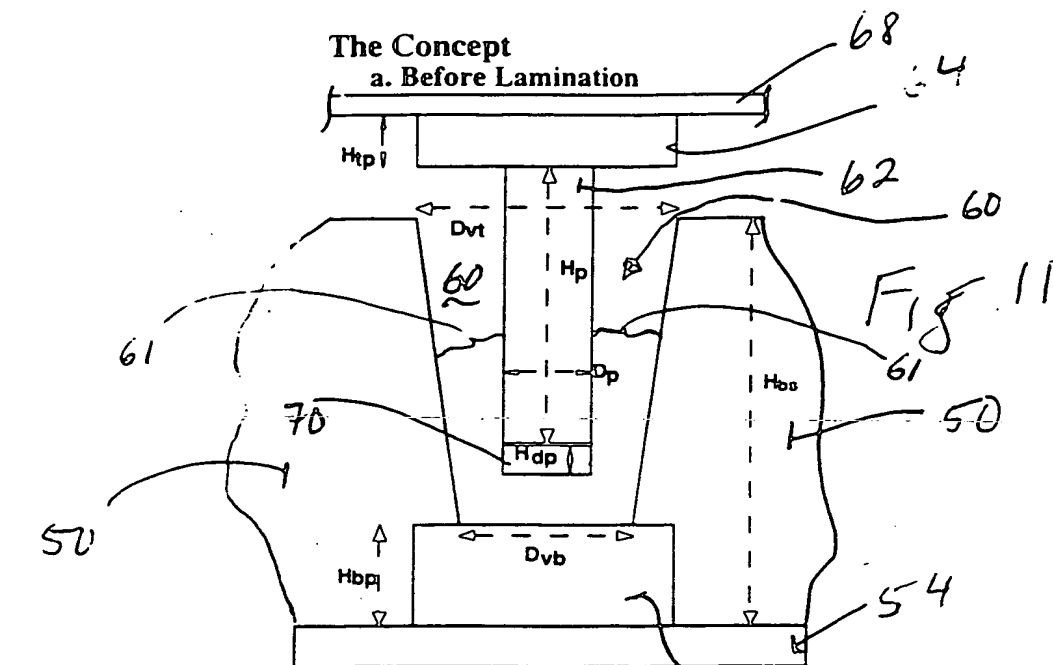 The Concept
a. Before Lamination
68
Htp
62
60
Dvt
60
Hp
Fig 11
61
61
Dp
Hbs
50
70
Hdp
50
Dvb
Hbp
54